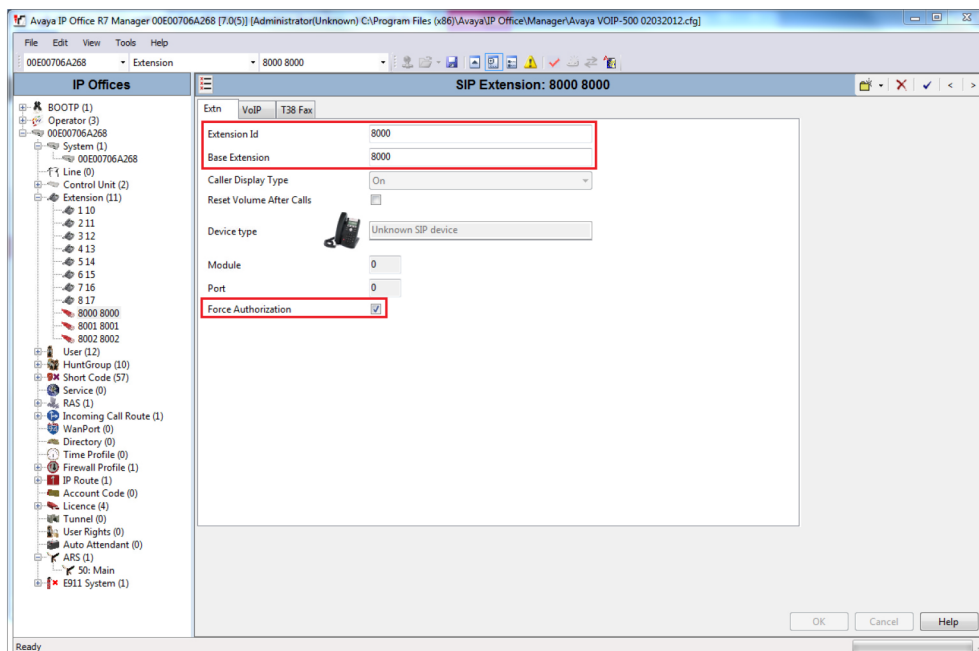 Avaya IP Office R7 Manager 00E00706A268 [7.0(5)] [Administrator(Unknown) C:\Program Files (x86)\Avaya\IP Office\Manager\Avaya VOIP-500 02032012.cfg]
File Edit View Tools Help
00E00706A268 Extension 8000 8000
IP Offices
BOOTP (1)
Operator (3)
00E00706A268
System (1)
00E00706A268
Line (0)
Control Unit (2)
Extension (11)
1 10
2 11
3 12
4 13
5 14
6 15
7 16
8 17
8000 8000
8001 8001
8002 8002
User (12)
HuntGroup (10)
Short Code (57)
Service (0)
RAS (1)
Incoming Call Route (1)
WanPort (0)
Directory (0)
Time Profile (0)
Firewall Profile (1)
IP Route (1)
Account Code (0)
Licence (4)
Tunnel (0)
User Rights (0)
Auto Attendant (0)
ARS (1)
50: Main
E911 System (1)
SIP Extension: 8000 8000
Extn VoIP T38 Fax
Extension Id 8000
Base Extension 8000
Caller Display Type On
Reset Volume After Calls
Device type Unknown SIP device
Module 0
Port 0
Force Authorization
OK Cancel Help
Ready